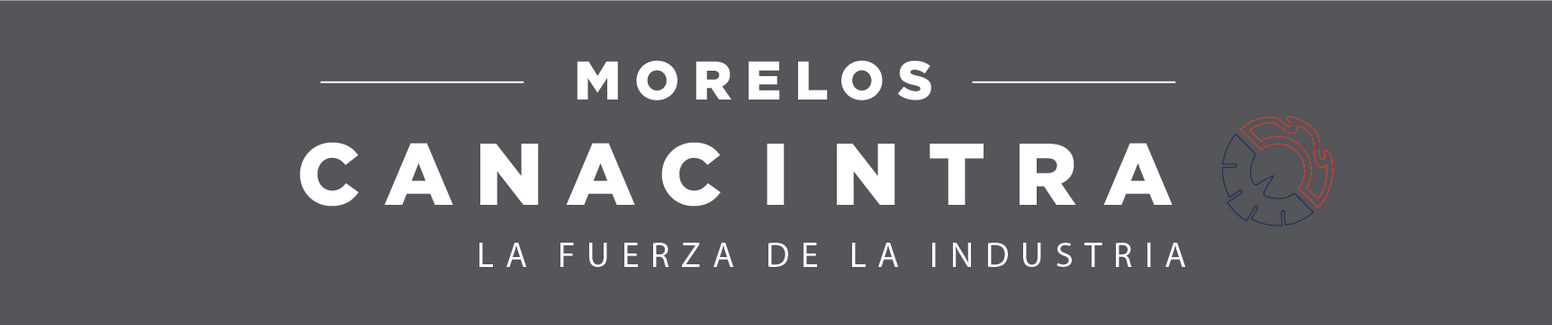 MORELOS
CANACINTRA
LA FUERZA DE LA INDUSTRIA